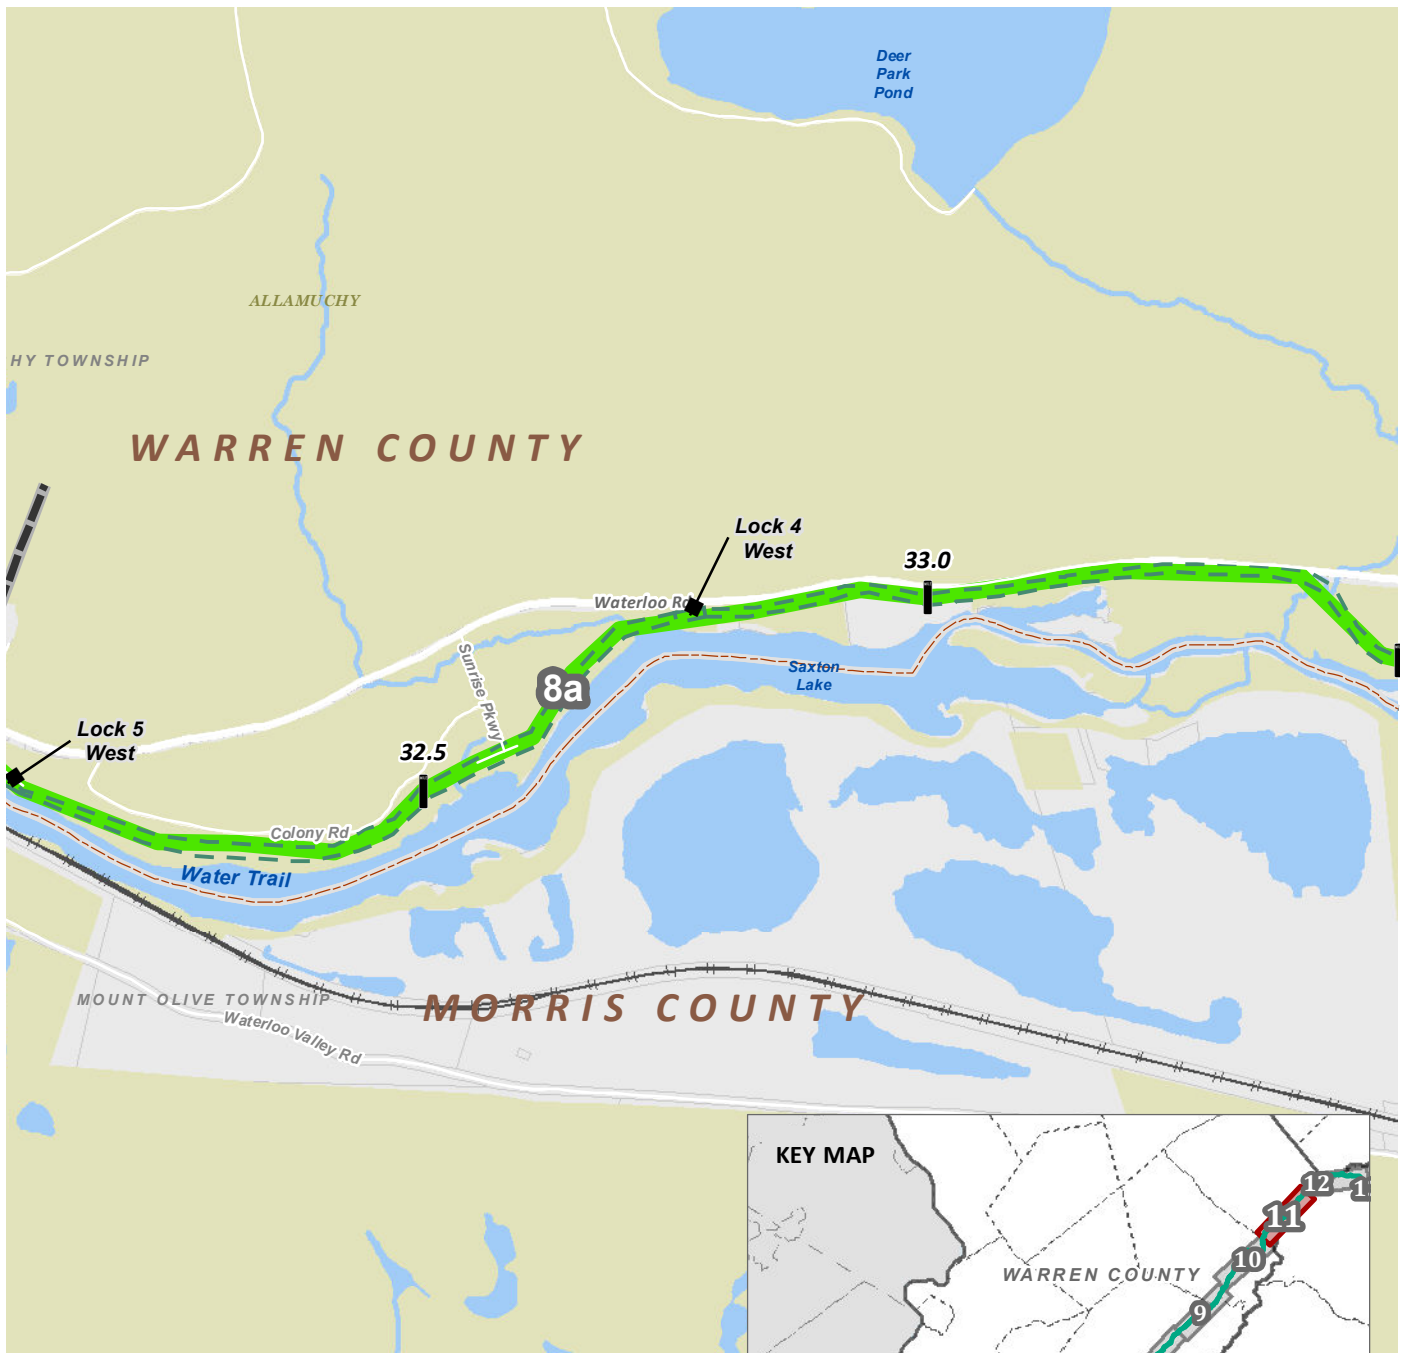 Deer
Park
Pond
ALLAMUCHY
HY TOWNSHIP
WARREN COUNTY
Lock 4
West
33.0
Waterloo Rd
Sunrise Pkwy
Saxton
Lake
8a
Lock 5
West
32.5
Colony Rd
Water Trail
MOUNT OLIVE TOWNSHIP
MORRIS COUNTY
Waterloo Valley Rd
KEY MAP
12
1
11
10
WARREN COUNTY
9